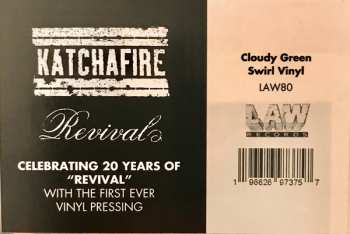 KATCHAFIRE
Revival
CELEBRATING 20 YEARS OF
"REVIVAL"
WITH THE FIRST EVER
VINYL PRESSING
Cloudy Green
Swirl Vinyl
LAW80
LAW
RECORDS
1 98626 97375 7